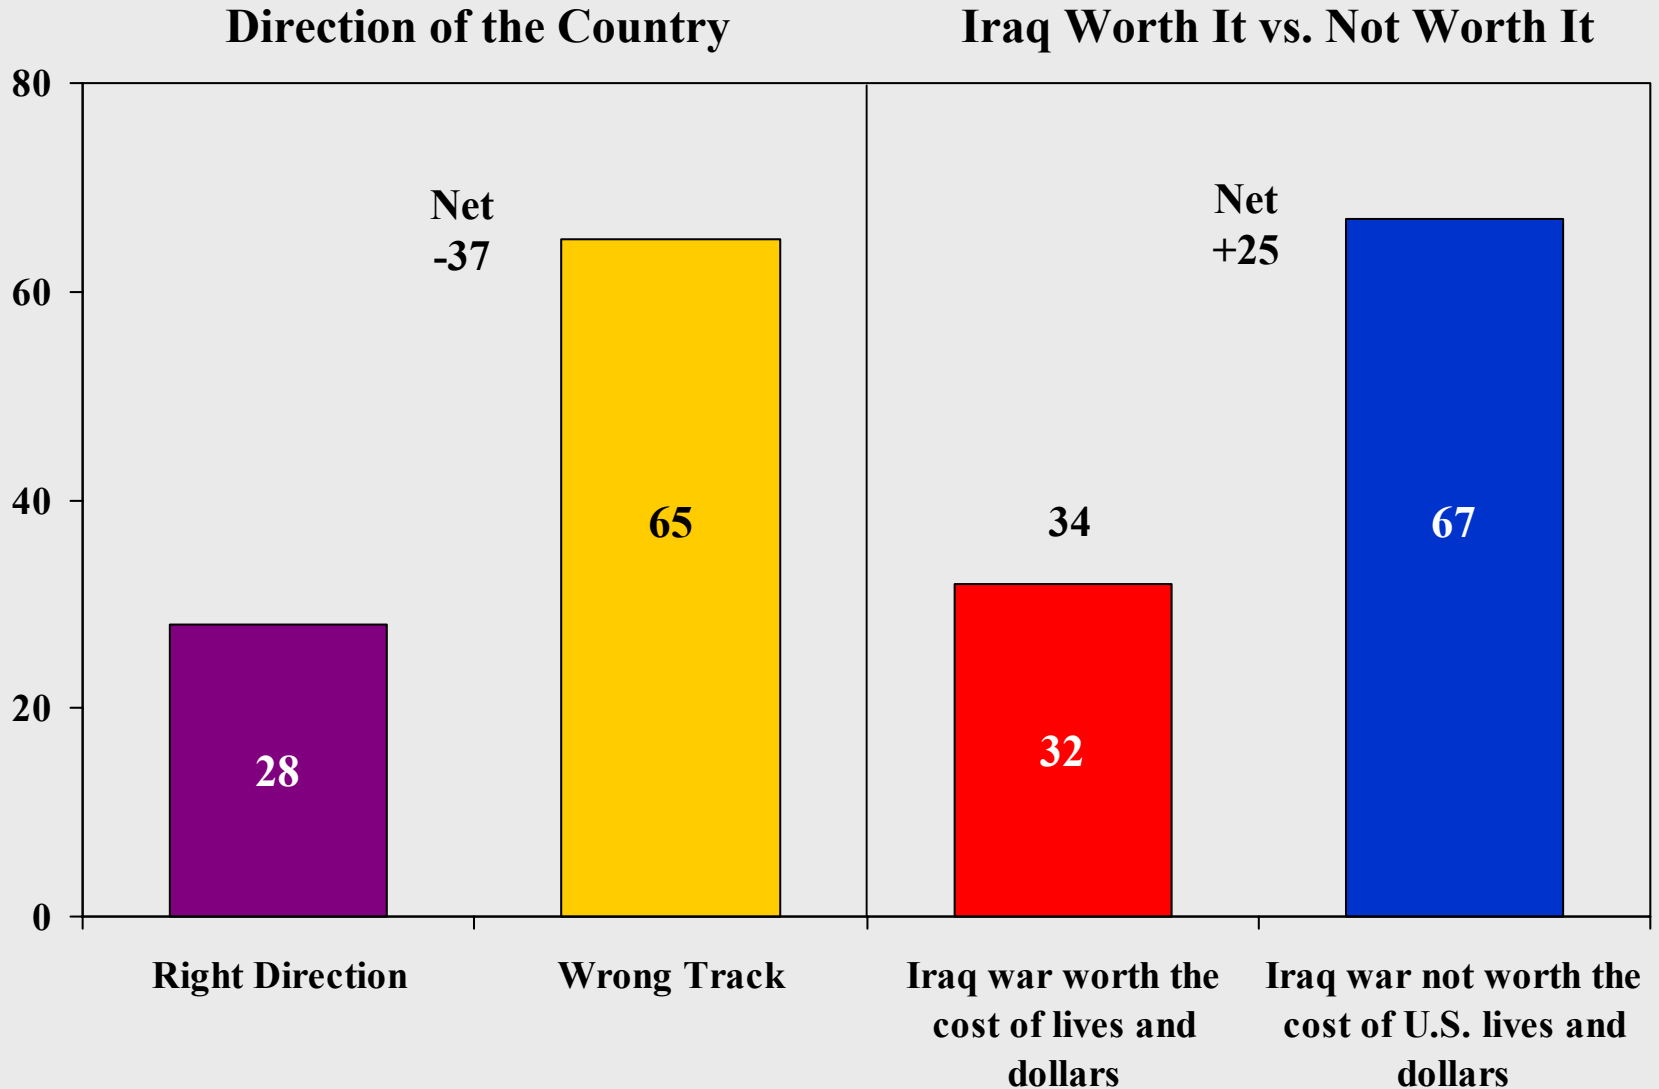 Direction of the Country
Iraq Worth It vs. Not Worth It
80
60
40
20
0
Net
-37
65
28
Net
+25
34
32
67
Right Direction
Wrong Track
Iraq war worth the
cost of lives and
dollars
Iraq war not worth the
cost of U.S. lives and
dollars